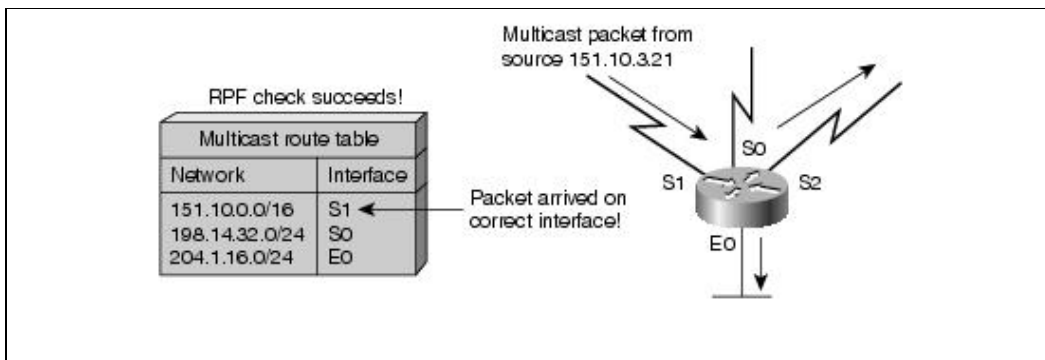 Multicast packet from
source 151.10.3.21
RPF check succeeds!
Multicast route table
Network Interface
151.10.0.0/16 S1
198.14.32.0/24 S0
204.1.16.0/24 E0
Packet arrived on
correct interface!
S0
S1
S2
E0